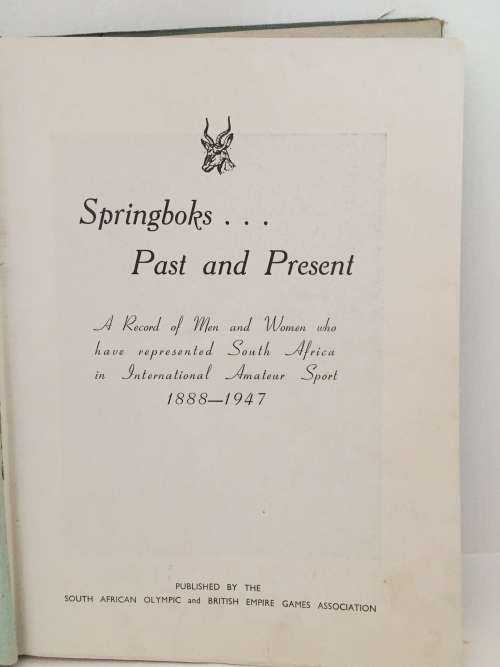 Springboks . . .
Past and Present
A Record of Men and Women who
have represented South Africa
in International Amateur Sport
1888—1947
PUBLISHED BY THE
SOUTH AFRICAN OLYMPIC and BRITISH EMPIRE GAMES ASSOCIATION